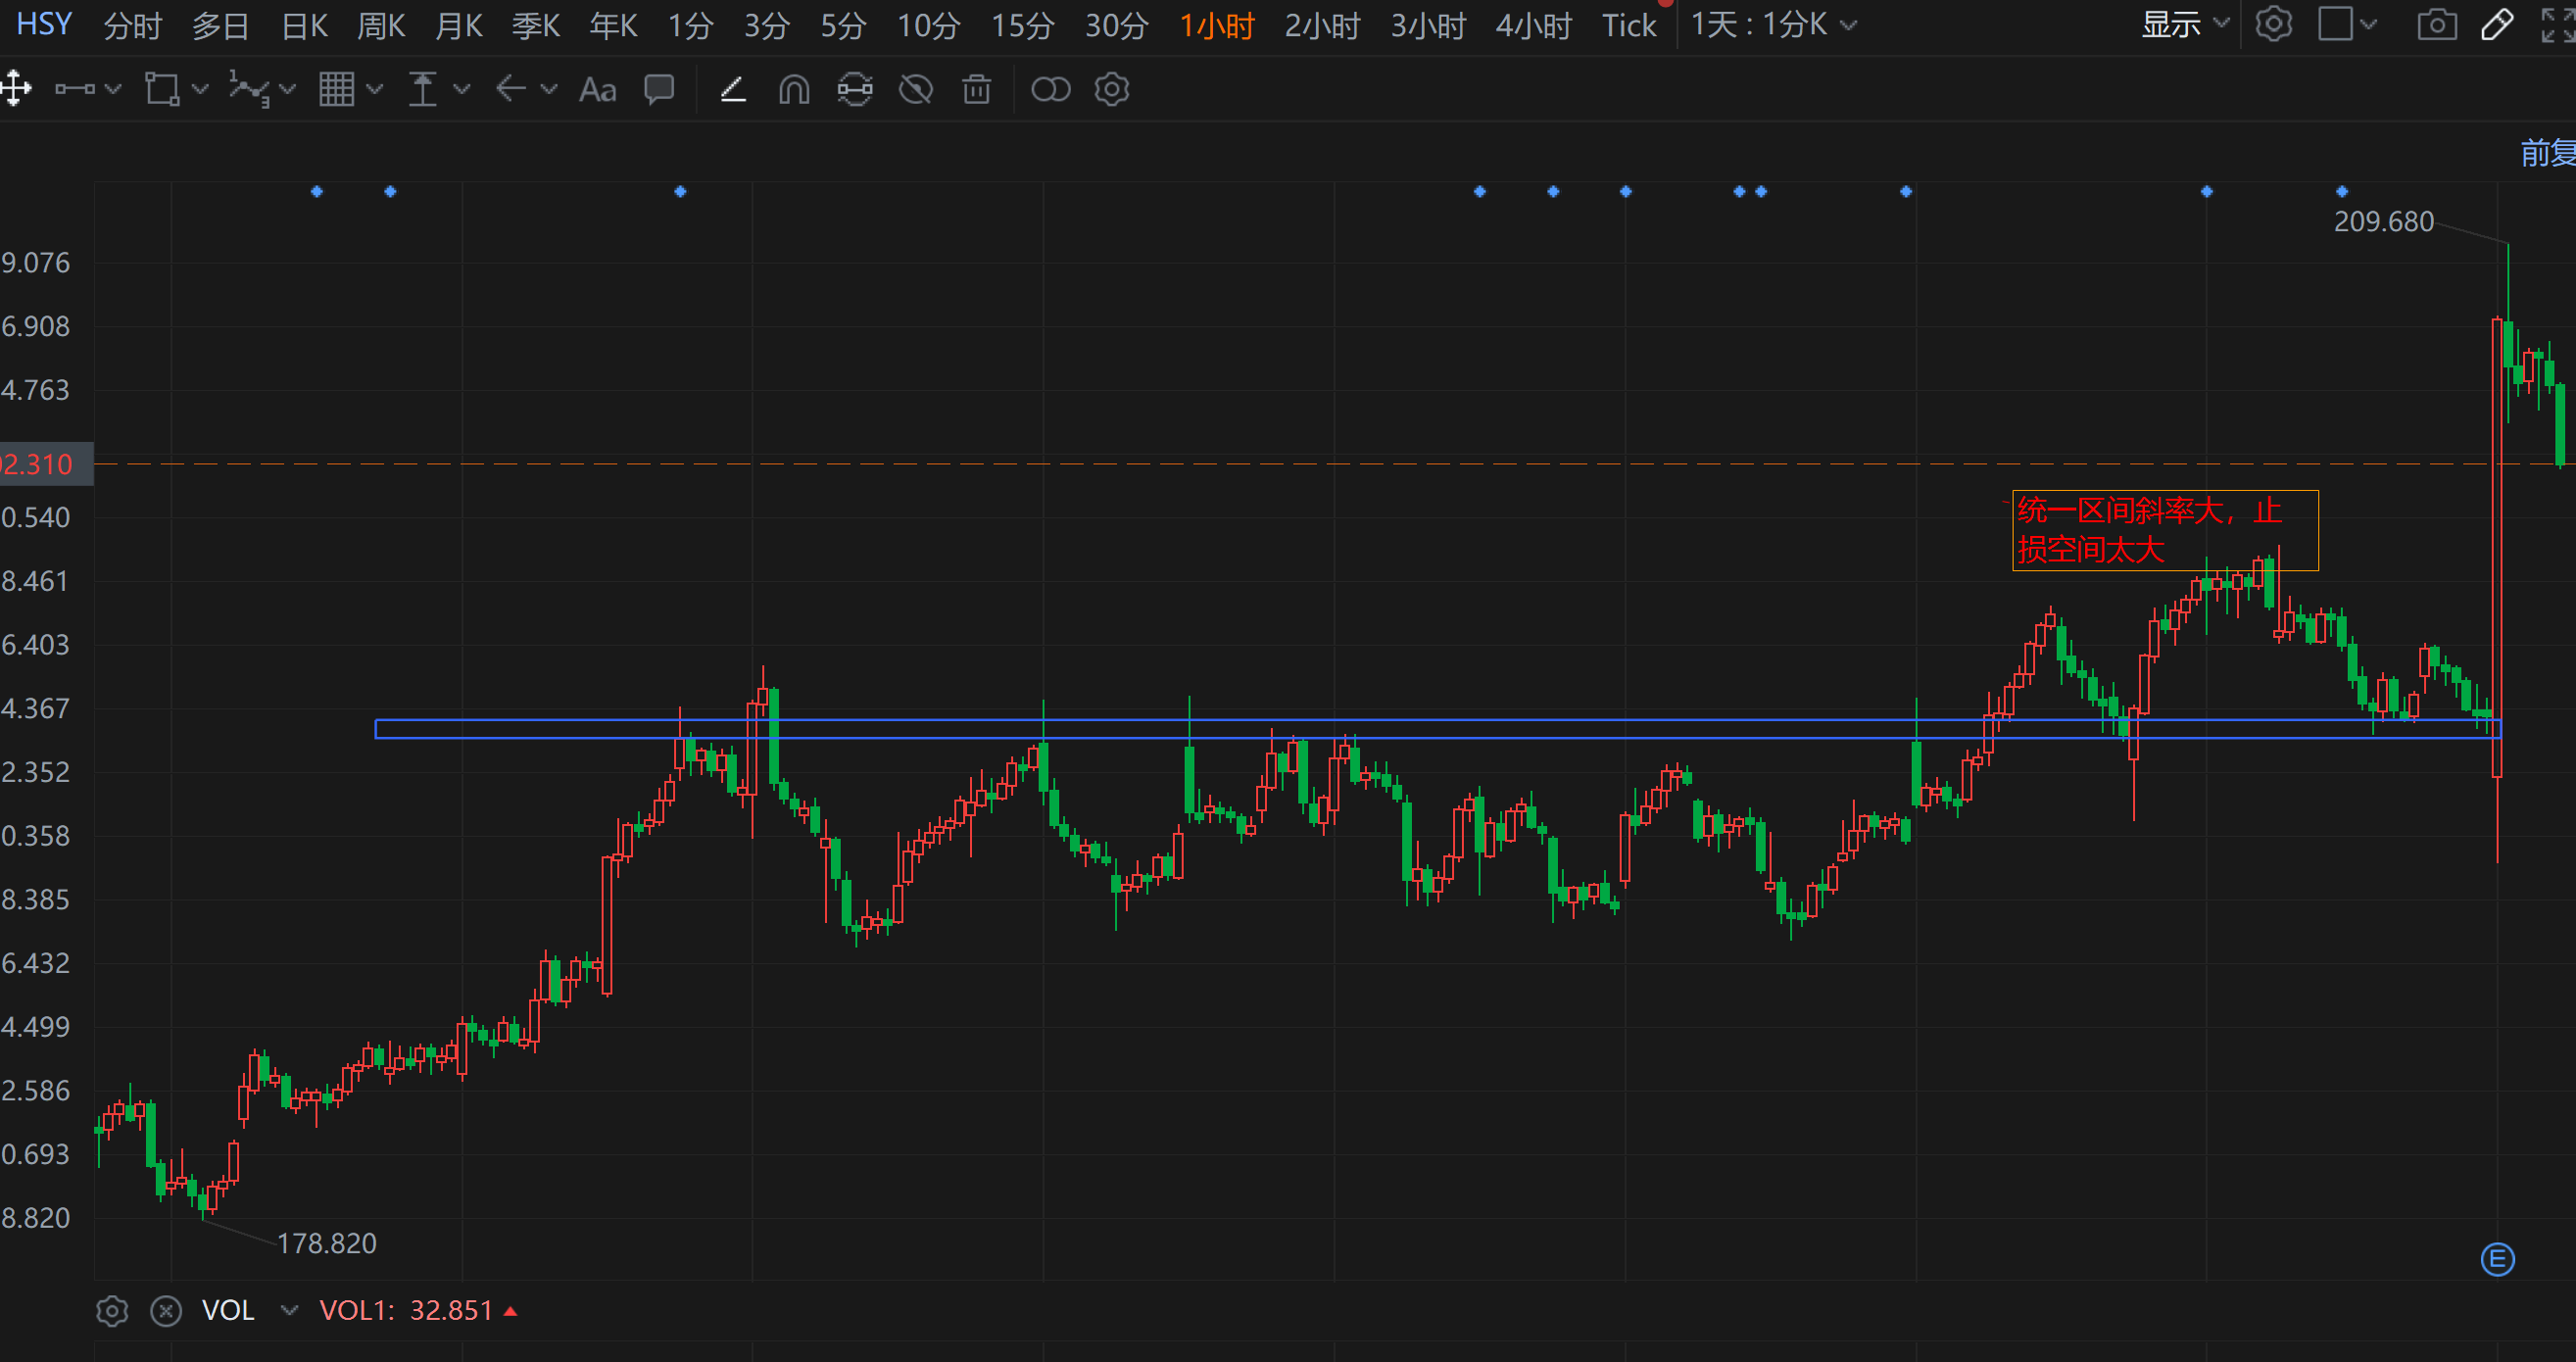 HSY 分时 多日 日K 周K 月K 季K 年K 1分 3分 5分 10分 15分 30分 1小时 2小时 3小时 4小时 Tick 1天 : 1分K 显示
Aa
前复
209.680
9.076
6.908
4.763
02.310
0.540
统一区间斜率大，止
损空间太大
8.461
6.403
4.367
2.352
0.358
8.385
6.432
4.499
2.586
0.693
8.820
178.820
E
VOL VOL1: 32.851